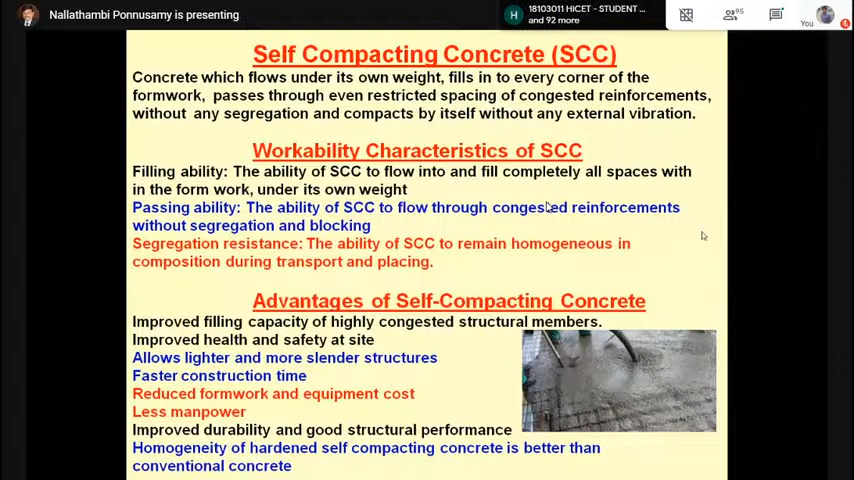 Nallathambi Ponnusamy is presenting
18103011 HICET - STUDENT ...
and 92 more
H
95
You
Self Compacting Concrete (SCC)
Concrete which flows under its own weight, fills in to every corner of the
formwork, passes through even restricted spacing of congested reinforcements,
without any segregation and compacts by itself without any external vibration.
Workability Characteristics of SCC
Filling ability: The ability of SCC to flow into and fill completely all spaces with
in the form work, under its own weight
Passing ability: The ability of SCC to flow through congested reinforcements
without segregation and blocking
Segregation resistance: The ability of SCC to remain homogeneous in
composition during transport and placing.
Advantages of Self-Compacting Concrete
Improved filling capacity of highly congested structural members.
Improved health and safety at site
Allows lighter and more slender structures
Faster construction time
Reduced formwork and equipment cost
Less manpower
Improved durability and good structural performance
Homogeneity of hardened self compacting concrete is better than
conventional concrete